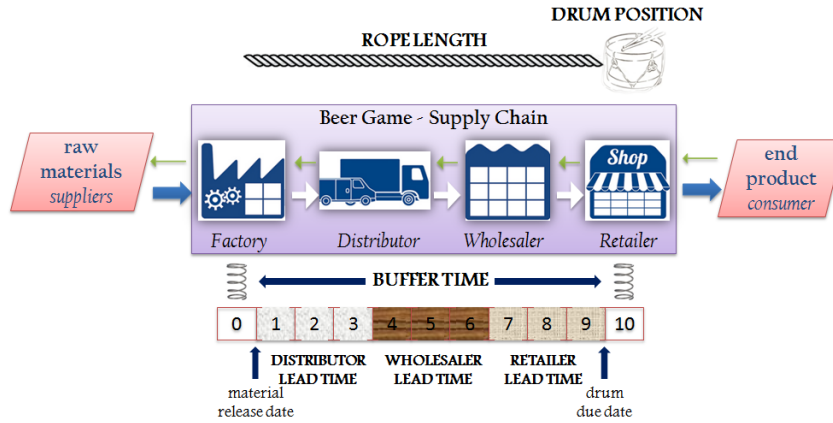 DRUM POSITION
ROPE LENGTH
Beer Game - Supply Chain
raw
materials
suppliers
Shop
end
product
consumer
Factory
Distributor
Wholesaler
Retailer
BUFFER TIME
0 1 2 3 4 5 6 7 8 9 10
DISTRIBUTOR
LEAD TIME
WHOLESALER
LEAD TIME
RETAILER
LEAD TIME
material
release date
drum
due date